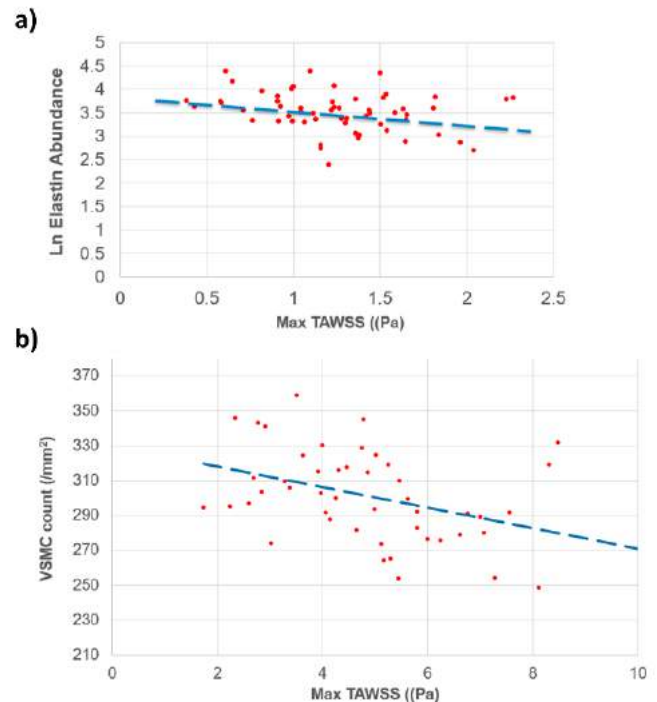 a)
5
4.5
4
3.5
3
2.5
2
1.5
1
0.5
0
Ln Elastin Abundance
0 0.5 1 1.5 2 2.5
Max TAWSS ((Pa)
b)
370
350
330
310
290
270
250
230
210
VSMC count (/mm²)
0 2 4 6 8 10
Max TAWSS ((Pa)